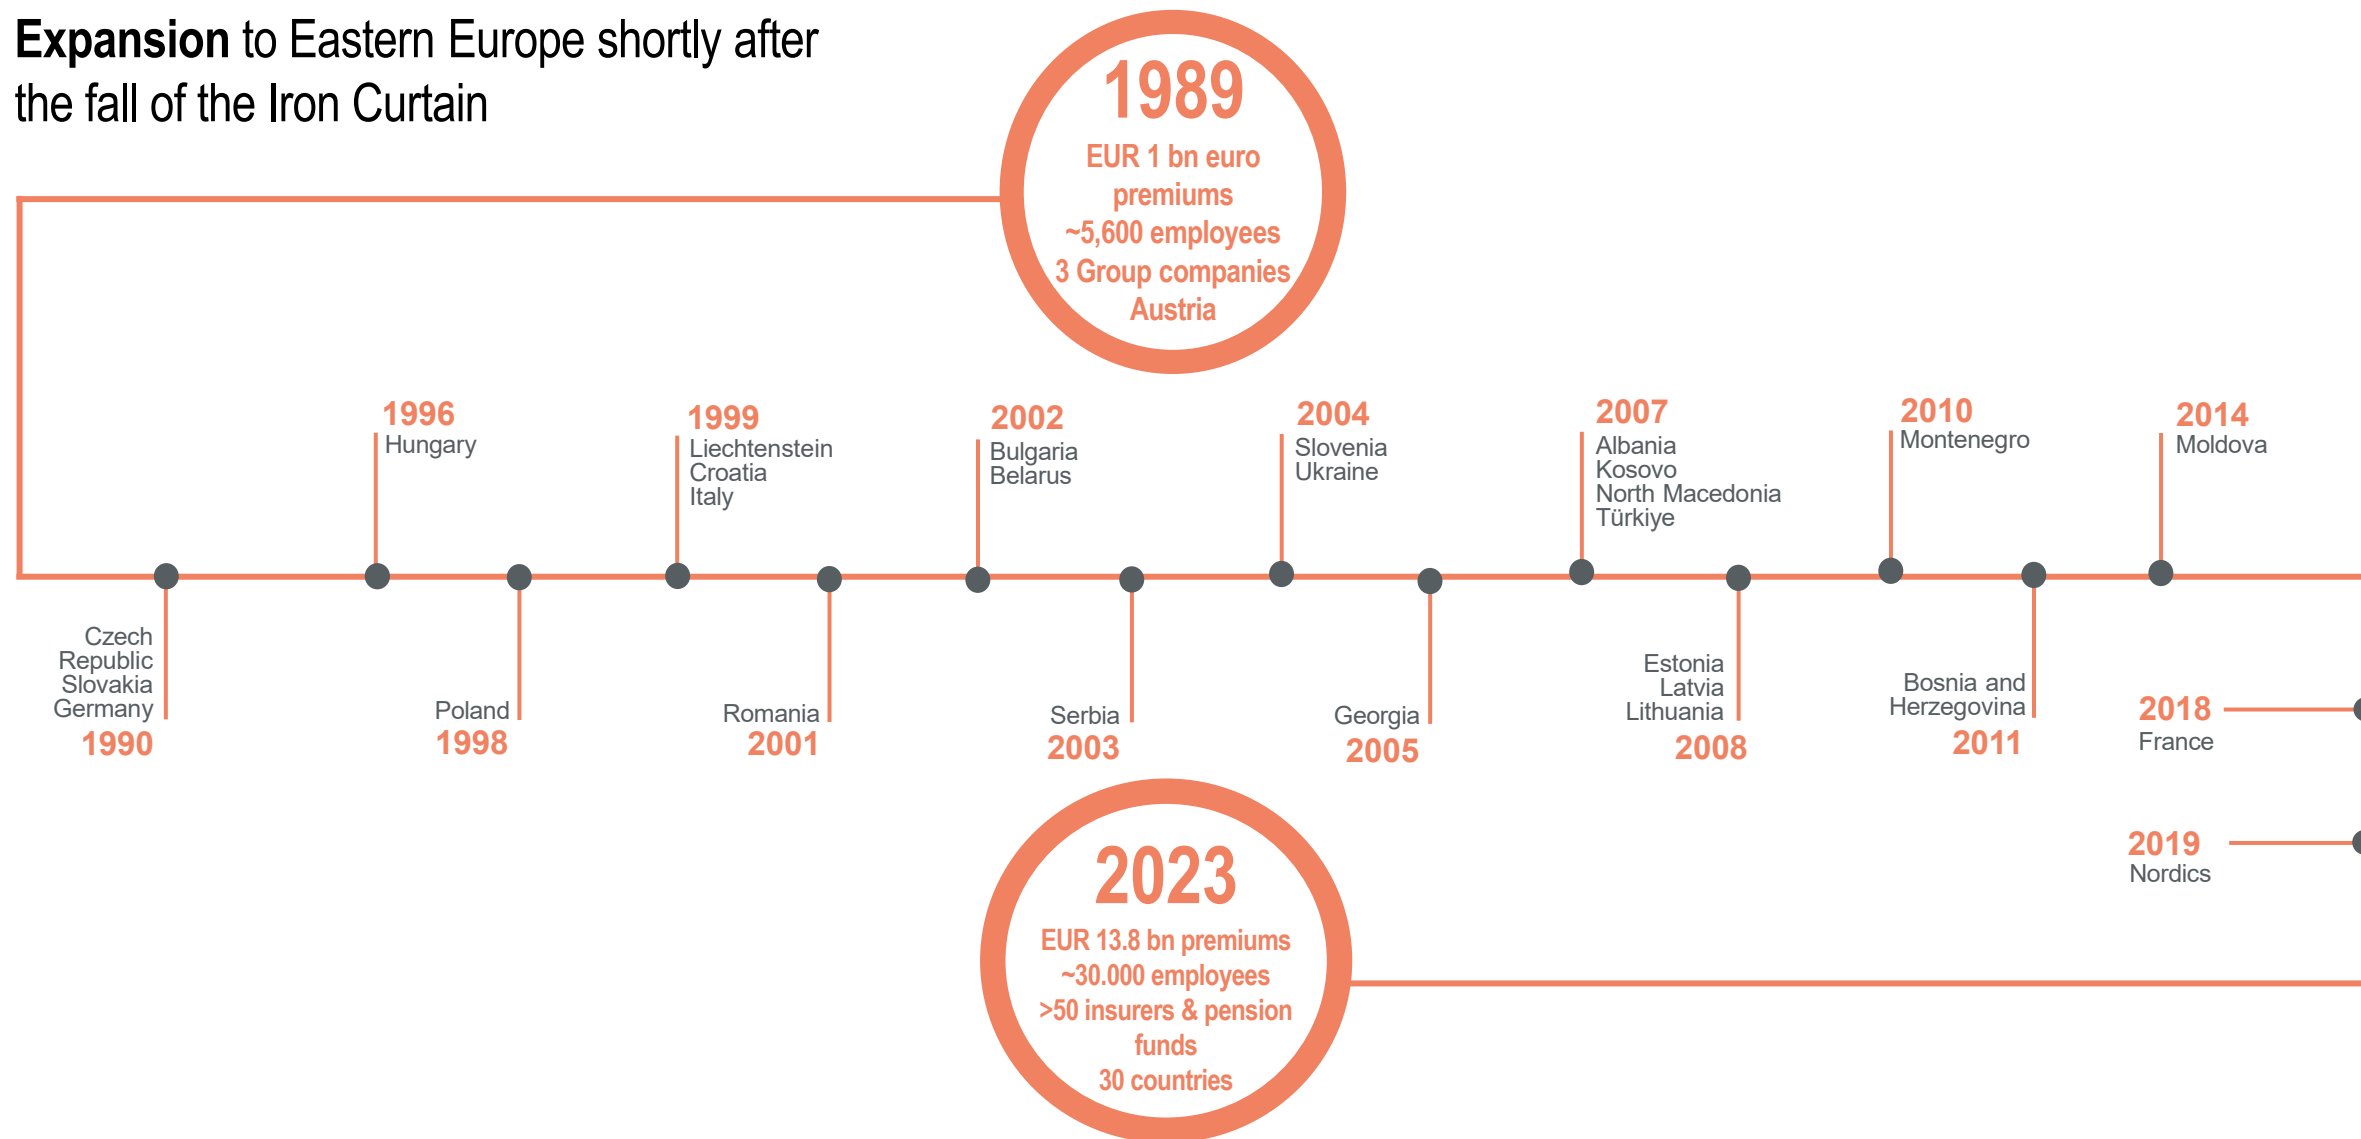 Expansion to Eastern Europe shortly after
the fall of the Iron Curtain
1989
EUR 1 bn euro
premiums
~5,600 employees
3 Group companies
Austria
1996
Hungary
1999
Liechtenstein
Croatia
Italy
2002
Bulgaria
Belarus
2004
Slovenia
Ukraine
2007
Albania
Kosovo
North Macedonia
Türkiye
2010
Montenegro
2014
Moldova
Czech
Republic
Slovakia
Germany
1990
Poland
1998
Romania
2001
Serbia
2003
Georgia
2005
Estonia
Latvia
Lithuania
2008
Bosnia and
Herzegovina
2011
2018
France
2019
Nordics
2023
EUR 13.8 bn premiums
~30.000 employees
>50 insurers & pension
funds
30 countries